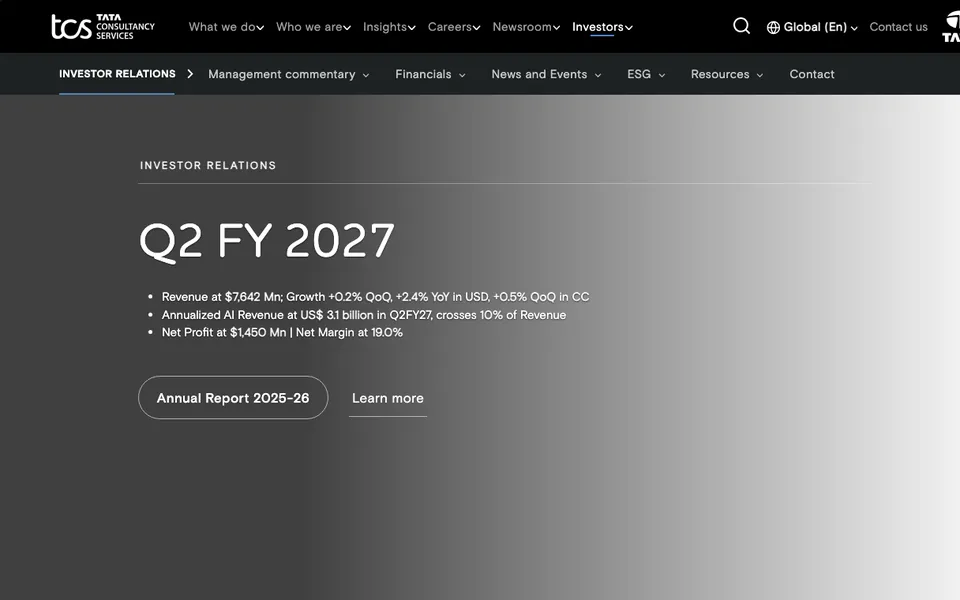 tcs TATA CONSULTANCY SERVICES
What we do Who we are Insights Careers Newsroom Investors Global (En) Contact us
INVESTOR RELATIONS Management commentary Financials News and Events ESG Resources Contact
INVESTOR RELATIONS
Q2 FY 2027
• Revenue at $7,642 Mn; Growth +0.2% QoQ, +2.4% YoY in USD, +0.5% QoQ in CC
• Annualized AI Revenue at US$ 3.1 billion in Q2FY27, crosses 10% of Revenue
• Net Profit at $1,450 Mn | Net Margin at 19.0%
Annual Report 2025-26 Learn more